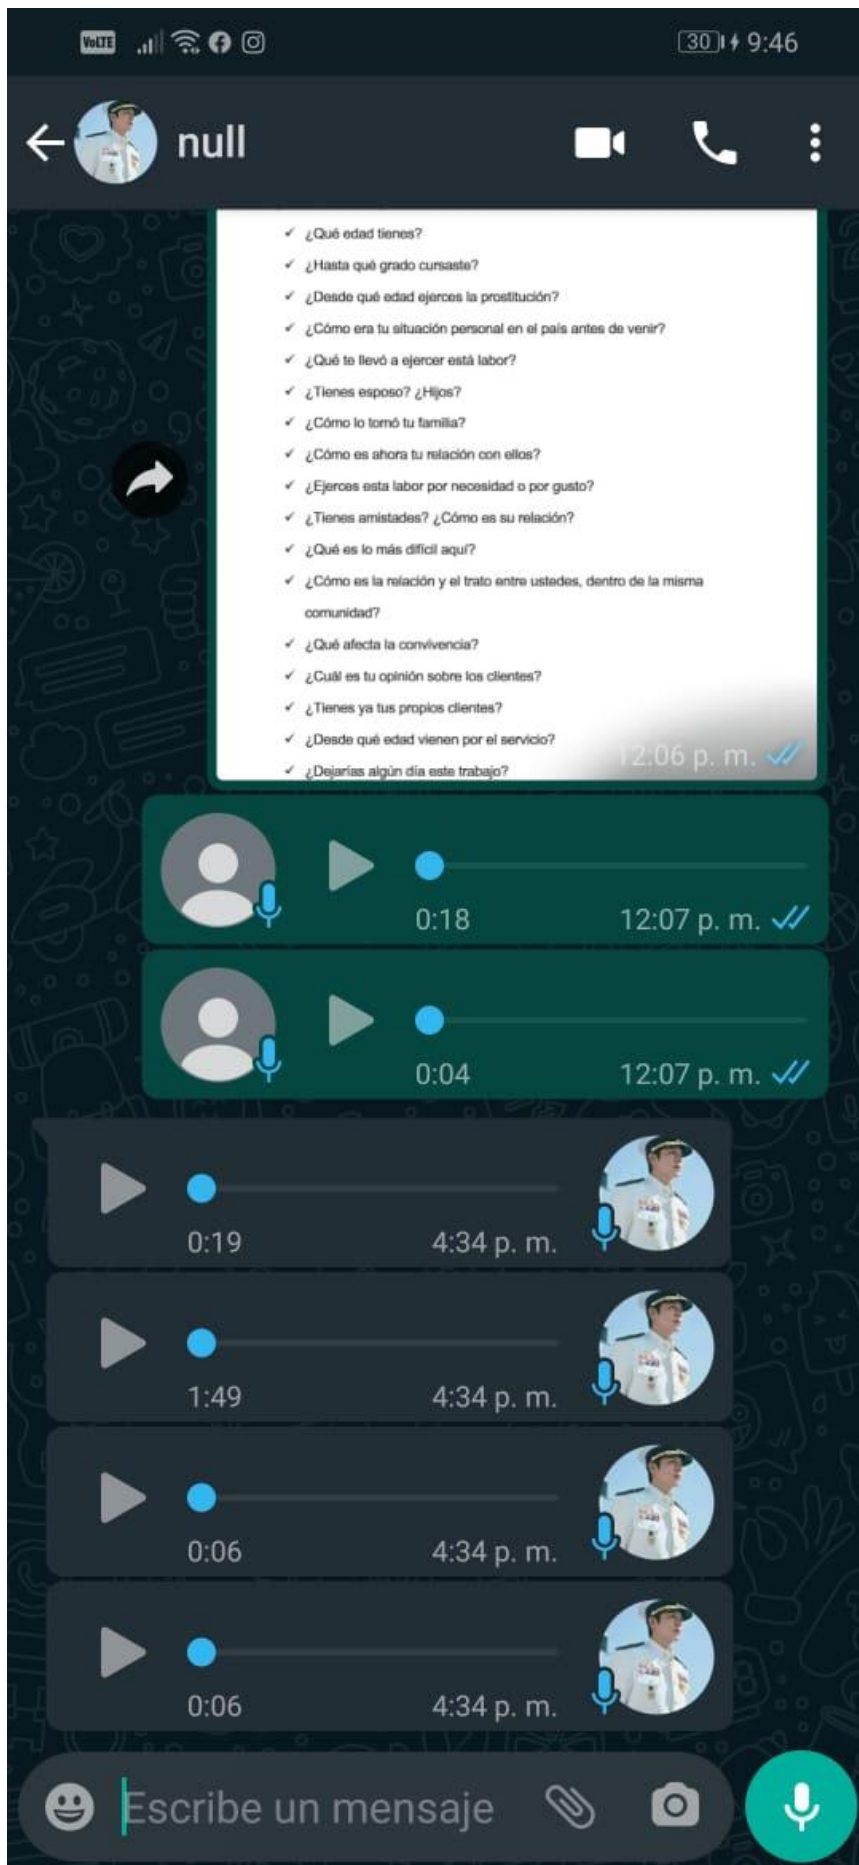 VoLTE
30 9:46
null
✓ ¿Qué edad tienes?
✓ ¿Hasta qué grado cursaste?
✓ ¿Desde qué edad ejerces la prostitución?
✓ ¿Cómo era tu situación personal en el país antes de venir?
✓ ¿Qué te llevó a ejercer está labor?
✓ ¿Tienes esposo? ¿Hijos?
✓ ¿Cómo lo tomó tu familia?
✓ ¿Cómo es ahora tu relación con ellos?
✓ ¿Ejerces esta labor por necesidad o por gusto?
✓ ¿Tienes amistades? ¿Cómo es su relación?
✓ ¿Qué es lo más difícil aquí?
✓ ¿Cómo es la relación y el trato entre ustedes, dentro de la misma
comunidad?
✓ ¿Qué afecta la convivencia?
✓ ¿Cuál es tu opinión sobre los clientes?
✓ ¿Tienes ya tus propios clientes?
✓ ¿Desde qué edad vienen por el servicio?
12:06 p. m.
✓ ¿Dejarías algún día este trabajo?
0:18 12:07 p. m.
0:04 12:07 p. m.
0:19 4:34 p. m.
1:49 4:34 p. m.
0:06 4:34 p. m.
0:06 4:34 p. m.
Escribe un mensaje